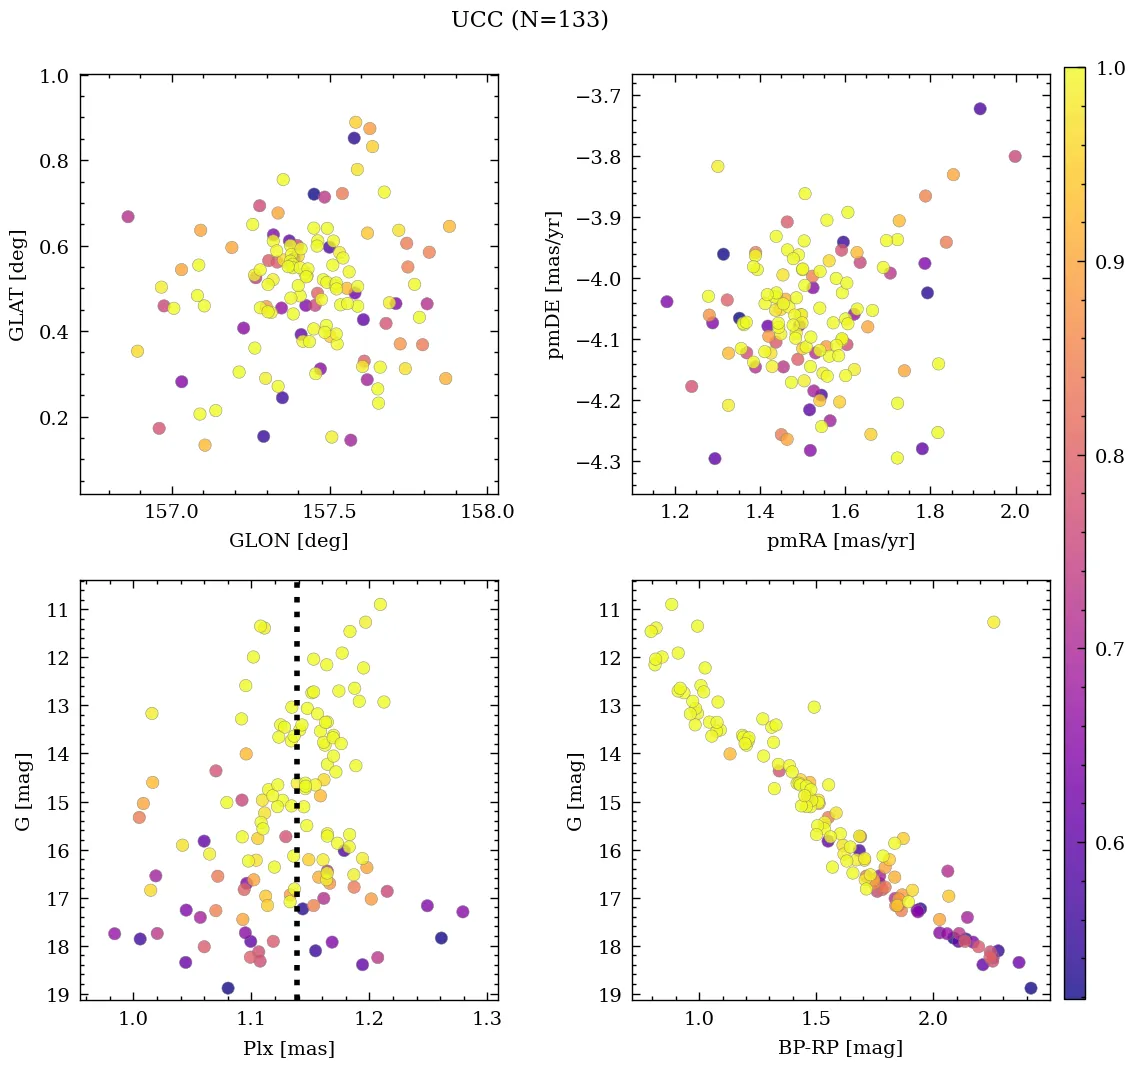 UCC (N=133)
1.0
0.8
0.6
0.4
0.2
GLAT [deg]
157.0 157.5 158.0
GLON [deg]
−3.7
−3.8
−3.9
−4.0
−4.1
−4.2
−4.3
pmDE [mas/yr]
1.2 1.4 1.6 1.8 2.0
pmRA [mas/yr]
11
12
13
14
15
16
17
18
19
G [mag]
1.0 1.1 1.2 1.3
Plx [mas]
11
12
13
14
15
16
17
18
19
G [mag]
1.0 1.5 2.0
BP-RP [mag]
1.0
0.9
0.8
0.7
0.6